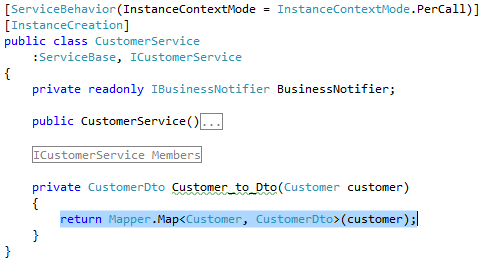 [ServiceBehavior(InstanceContextMode = InstanceContextMode.PerCall)]
[InstanceCreation]
public class CustomerService
    :ServiceBase, ICustomerService
{
    private readonly IBusinessNotifier BusinessNotifier;

    public CustomerService()...

    ICustomerService Members

    private CustomerDto Customer_to_Dto(Customer customer)
    {
        return Mapper.Map<Customer, CustomerDto>(customer);
    }
}